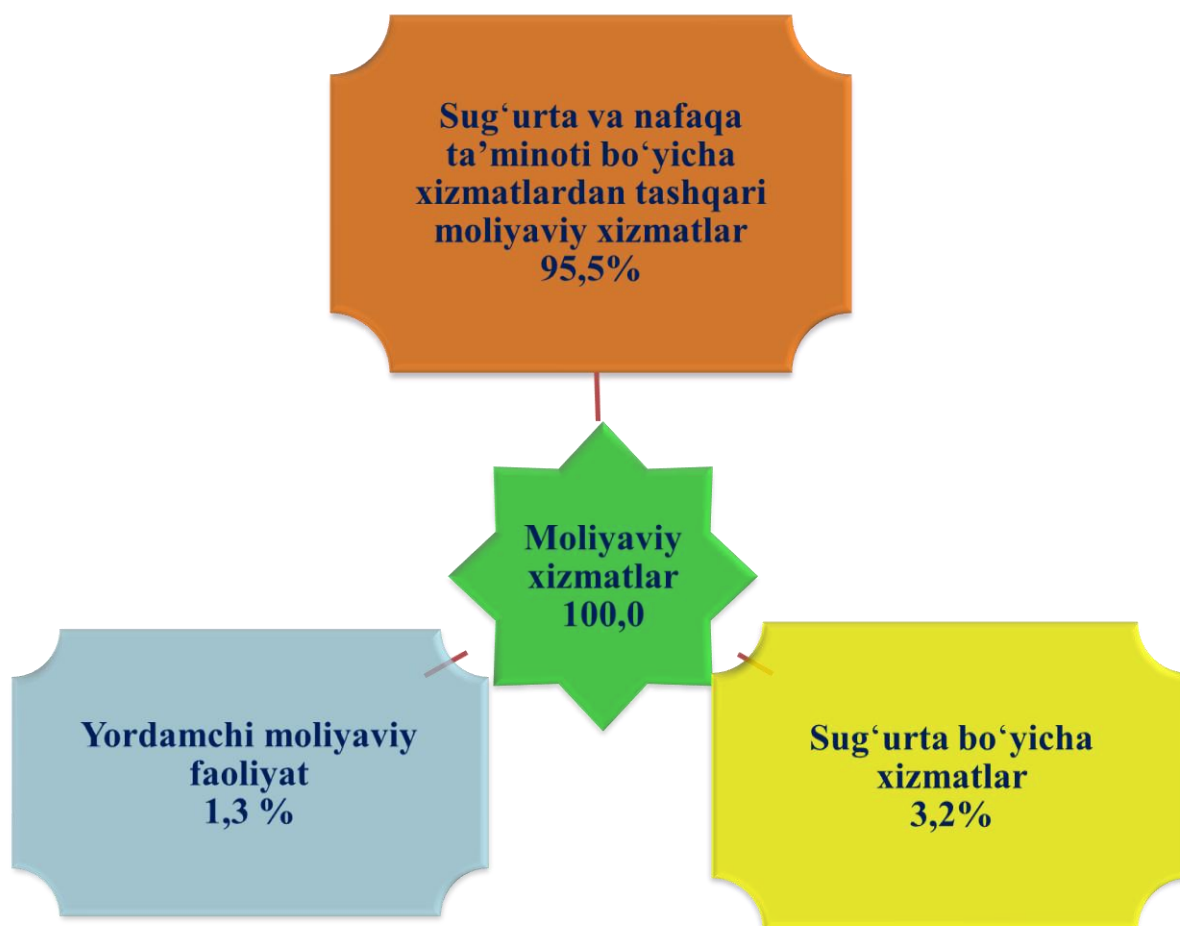 Sug‘urta va nafaqa
ta’minoti bo‘yicha
xizmatlardan tashqari
moliyaviy xizmatlar
95,5%
Moliyaviy
xizmatlar
100,0
Yordamchi moliyaviy
faoliyat
1,3 %
Sug‘urta bo‘yicha
xizmatlar
3,2%